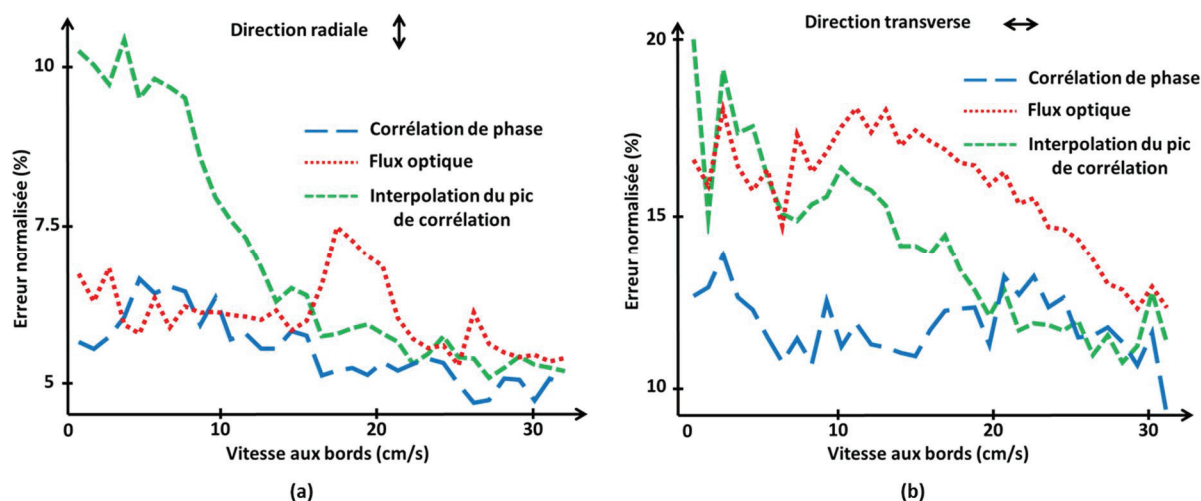 Direction radiale
Erreur normalisée (%)
10
7.5
5
Corrélation de phase
Flux optique
Interpolation du pic
de corrélation
0
10
20
30
Vitesse aux bords (cm/s)
(a)
Direction transverse
Erreur normalisée (%)
20
15
10
Corrélation de phase
Flux optique
Interpolation du pic
de corrélation
0
10
20
30
Vitesse aux bords (cm/s)
(b)